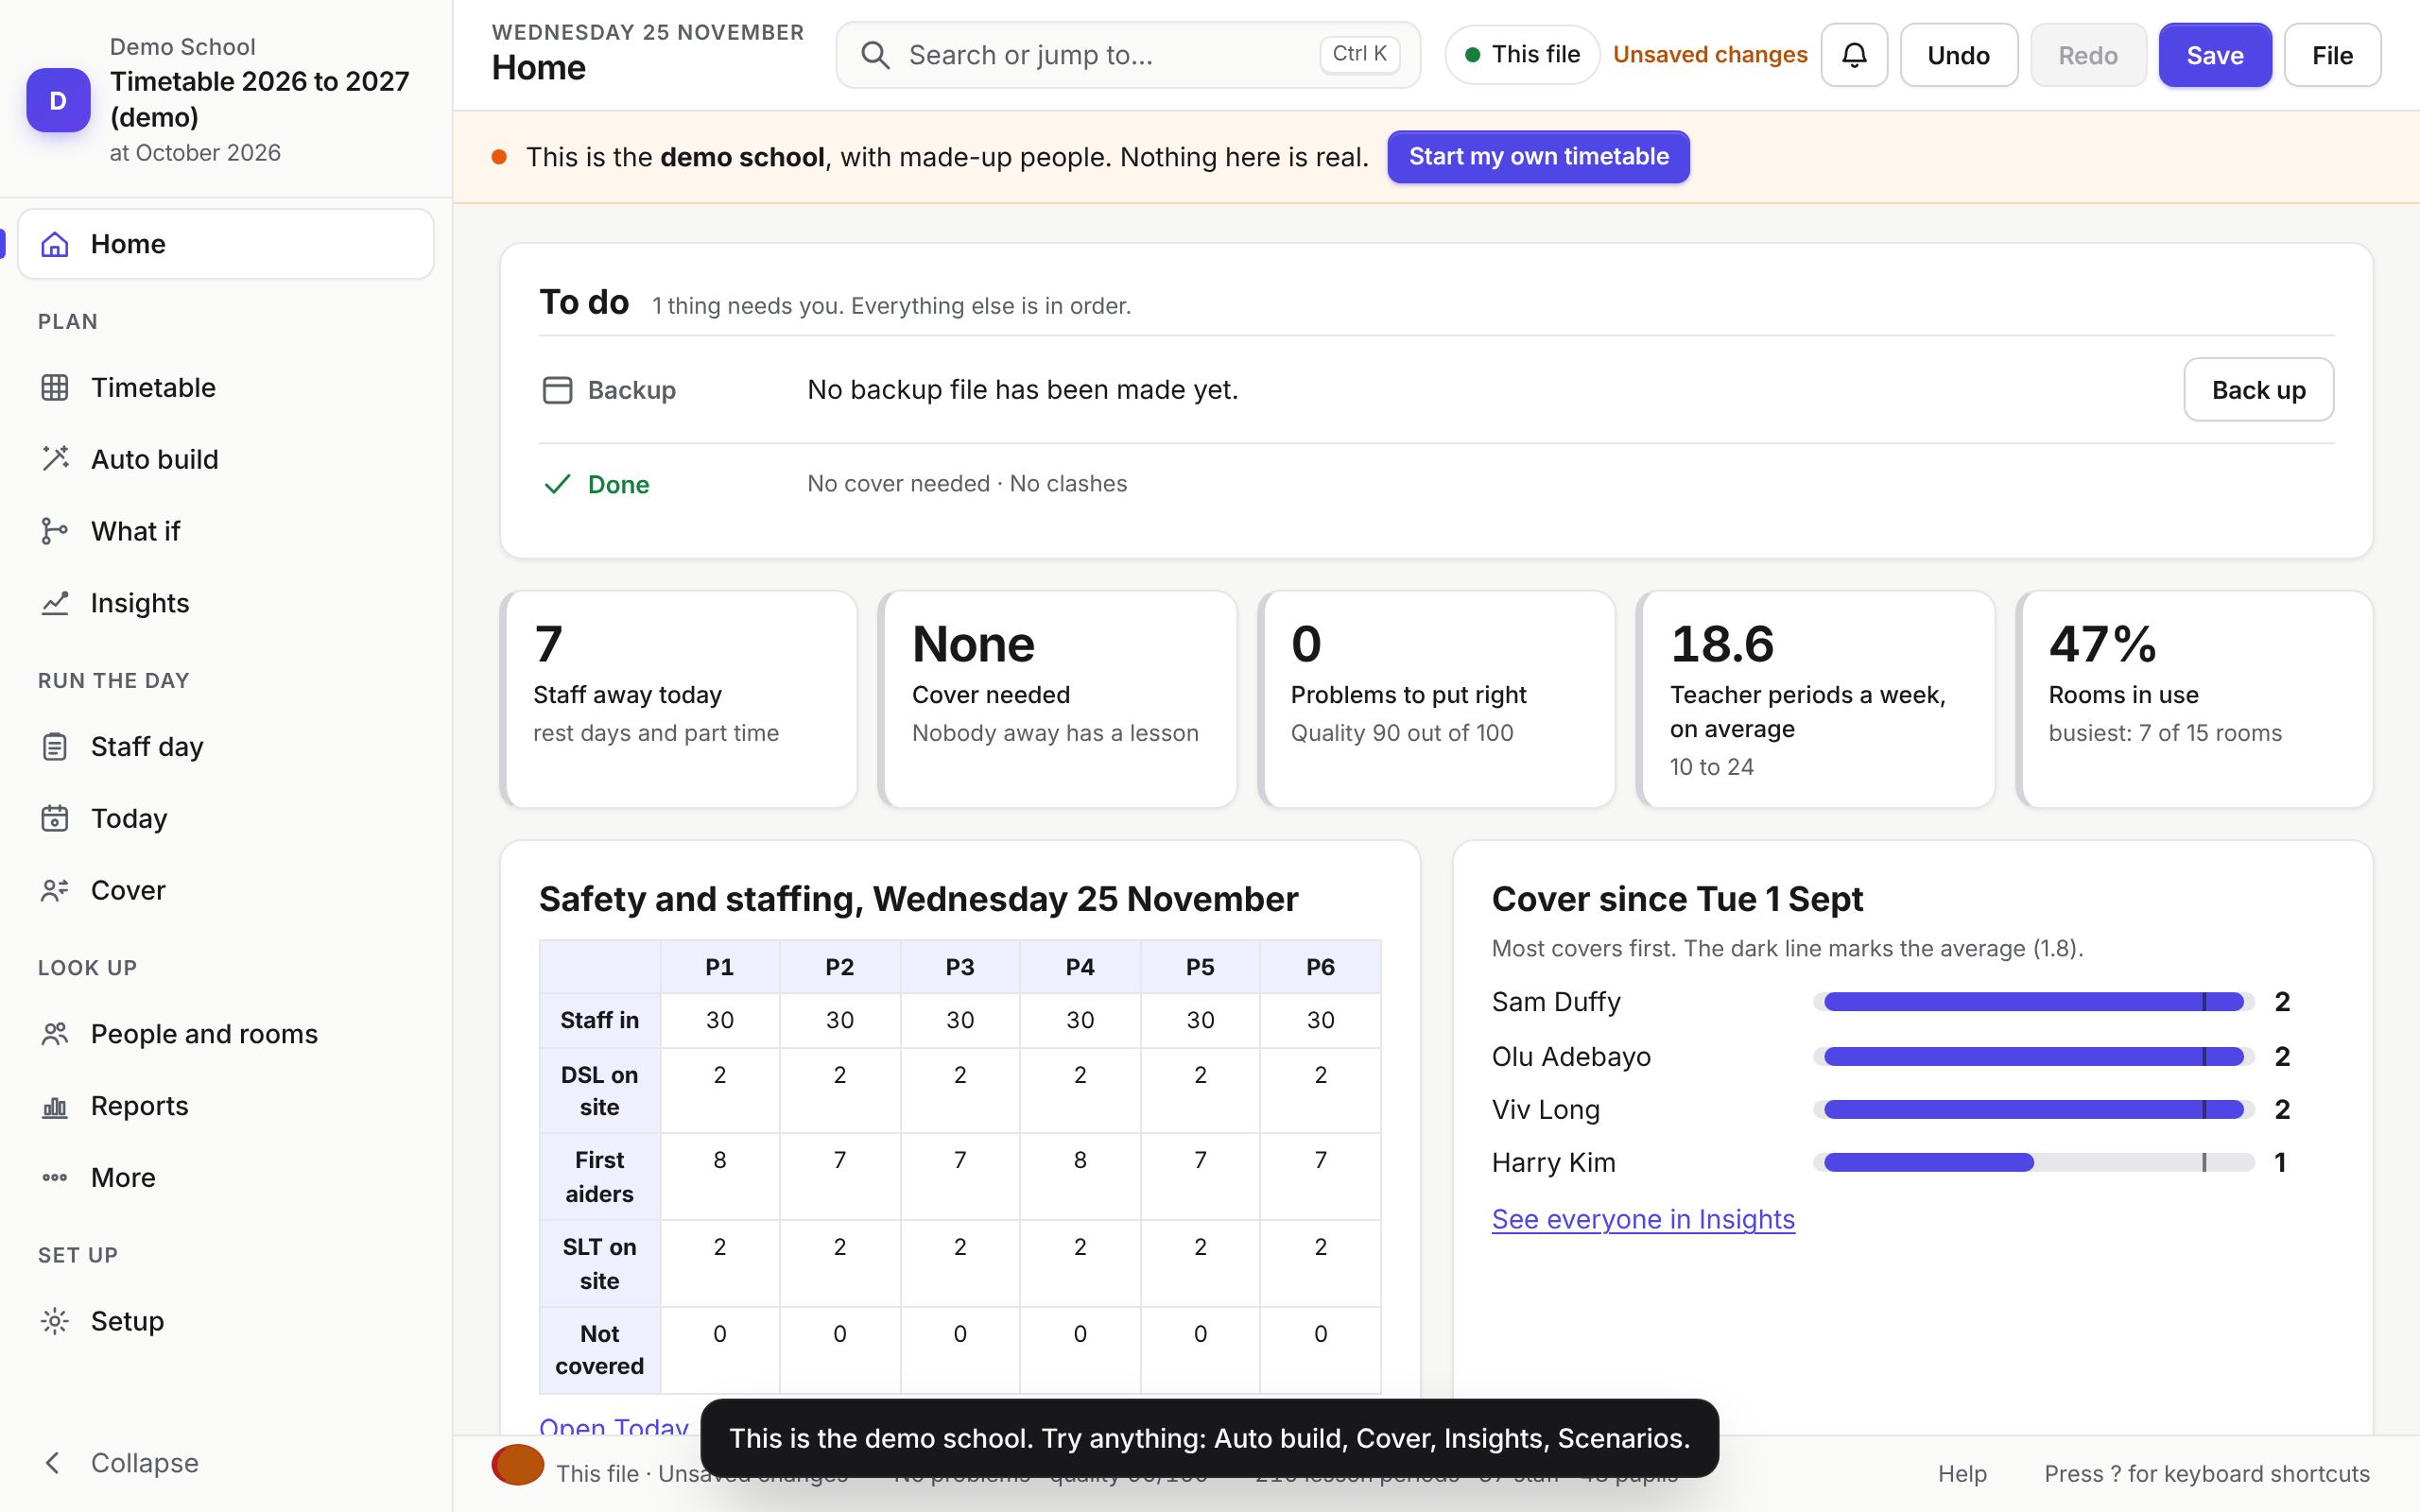 Demo School
D
Timetable 2026 to 2027
(demo)
at October 2026
Home
PLAN
Timetable
Auto build
What if
Insights
RUN THE DAY
Staff day
Today
Cover
LOOK UP
People and rooms
Reports
More
SET UP
Setup
Collapse
WEDNESDAY 25 NOVEMBER
Home
Search or jump to... Ctrl K
This file Unsaved changes Undo Redo Save File
This is the demo school, with made-up people. Nothing here is real. Start my own timetable
To do 1 thing needs you. Everything else is in order.
Backup No backup file has been made yet. Back up
Done No cover needed · No clashes
7
Staff away today
rest days and part time
None
Cover needed
Nobody away has a lesson
0
Problems to put right
Quality 90 out of 100
18.6
Teacher periods a week,
on average
10 to 24
47%
Rooms in use
busiest: 7 of 15 rooms
Safety and staffing, Wednesday 25 November
P1 P2 P3 P4 P5 P6
Staff in 30 30 30 30 30 30
DSL on site 2 2 2 2 2 2
First aiders 8 7 7 8 7 7
SLT on site 2 2 2 2 2 2
Not covered 0 0 0 0 0 0
Open Today
Cover since Tue 1 Sept
Most covers first. The dark line marks the average (1.8).
Sam Duffy 2
Olu Adebayo 2
Viv Long 2
Harry Kim 1
See everyone in Insights
This is the demo school. Try anything: Auto build, Cover, Insights, Scenarios.
This file · Unsaved changes
Help Press ? for keyboard shortcuts